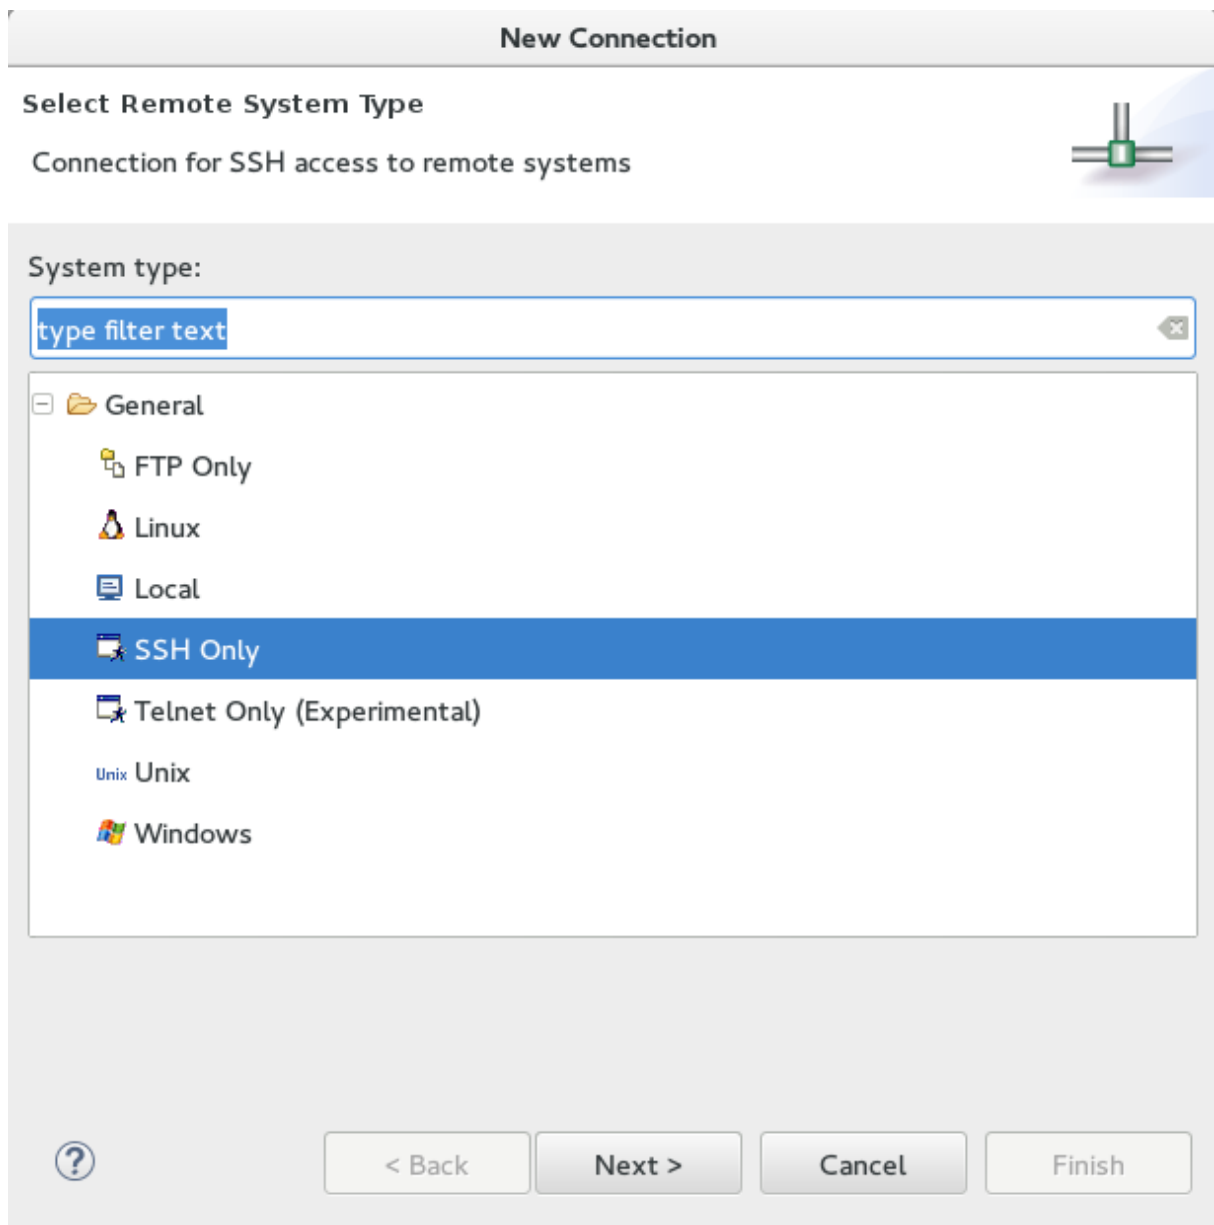 New Connection
Select Remote System Type
Connection for SSH access to remote systems
System type:
type filter text
General
FTP Only
Linux
Local
SSH Only
Telnet Only (Experimental)
Unix Unix
Windows
? < Back Next > Cancel Finish